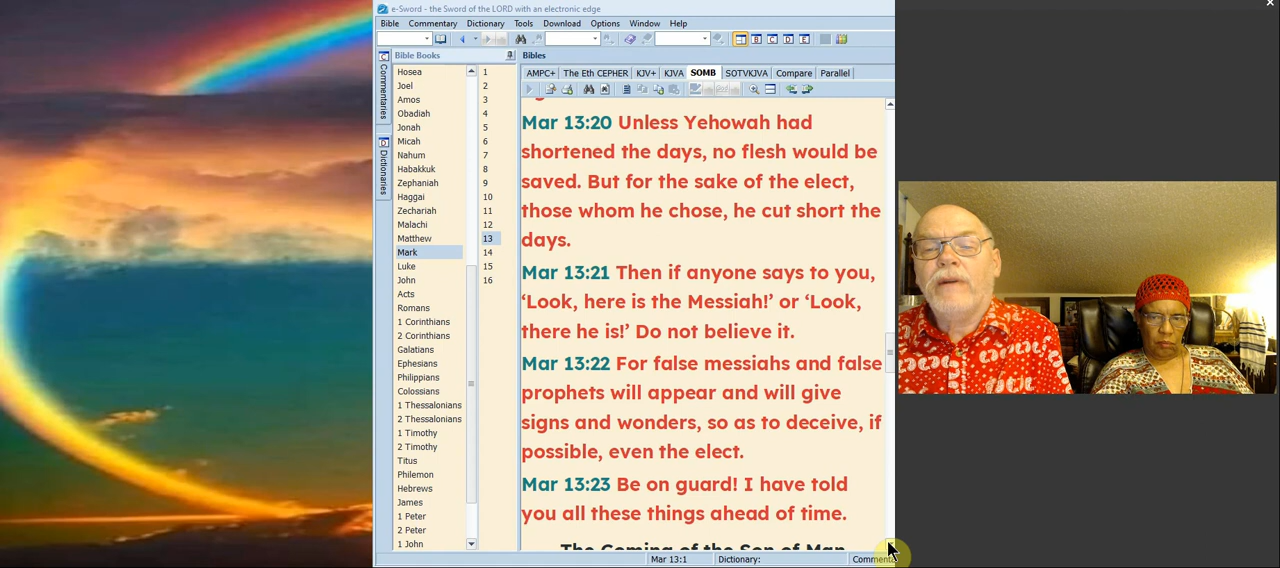 e-Sword - the Sword of the LORD with an electronic edge
Bible Commentary Dictionary Tools Download Options Window Help
Bible Books
Bibles
Commentaries
Dictionaries
AMPC+ The Eth CEPHER KJV+ KJVA SOMB SOTVKJVA Compare Parallel
B C D E
Hosea 1
Joel 2
Amos 3
Obadiah 4
Jonah 5
Micah 6
Nahum 7
Habakkuk 8
Zephaniah 9
Haggai 10
Zechariah 11
Malachi 12
Matthew 13
Mark 14
Luke 15
John 16
Acts
Romans
1 Corinthians
2 Corinthians
Galatians
Ephesians
Philippians
Colossians
1 Thessalonians
2 Thessalonians
1 Timothy
2 Timothy
Titus
Philemon
Hebrews
James
1 Peter
2 Peter
1 John
Mar 13:20 Unless Yehowah had
shortened the days, no flesh would be
saved. But for the sake of the elect,
those whom he chose, he cut short the
days.
Mar 13:21 Then if anyone says to you,
‘Look, here is the Messiah!’ or ‘Look,
there he is!’ Do not believe it.
Mar 13:22 For false messiahs and false
prophets will appear and will give
signs and wonders, so as to deceive, if
possible, even the elect.
Mar 13:23 Be on guard! I have told
you all these things ahead of time.
The Coming of the Son of Man
Mar 13:1 Dictionary: